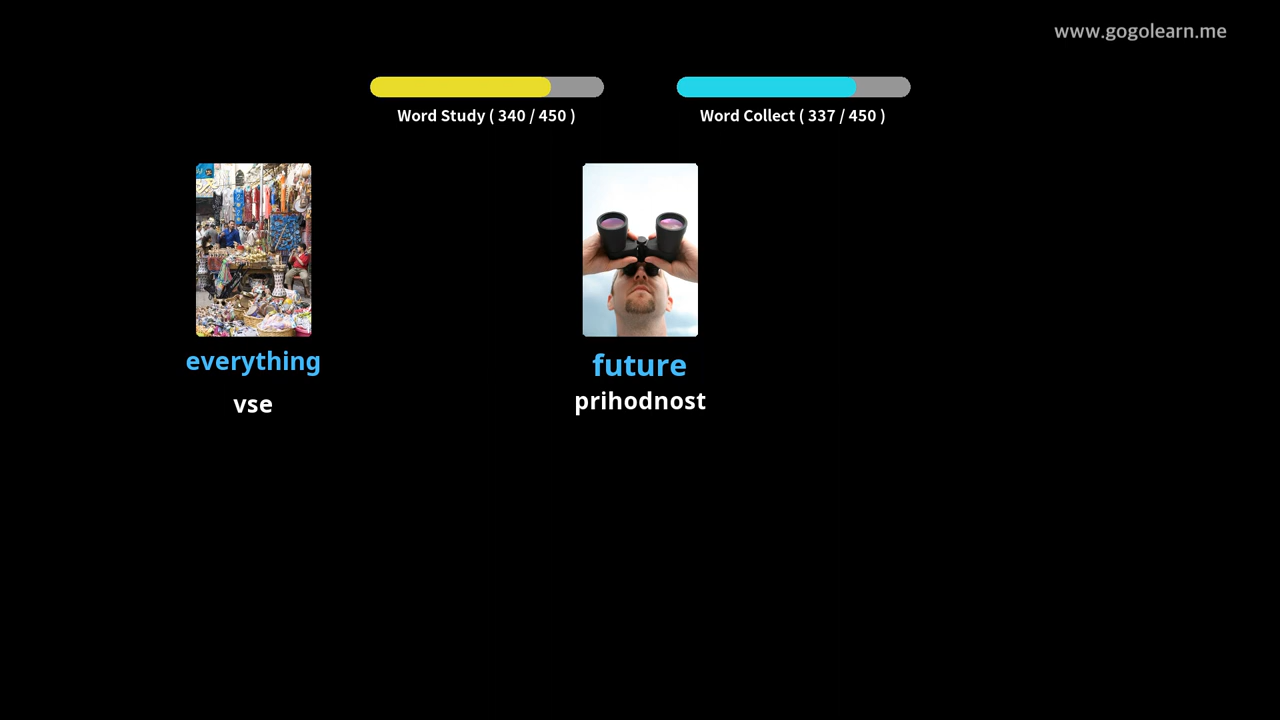 www.gogolearn.me
Word Study ( 340 / 450 )
Word Collect ( 337 / 450 )
everything
vse
future
prihodnost